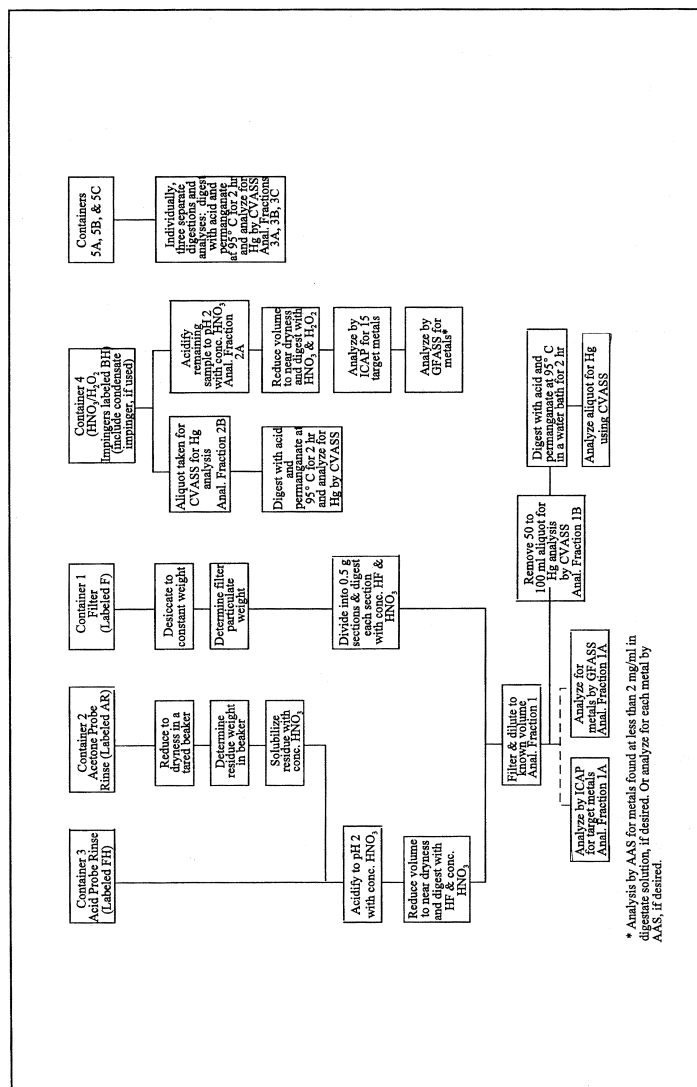 Container 3
Acid Probe Rinse
(Labeled FH)
Container 2
Acetone Probe
Rinse (Labeled AR)
Container 1
Filter
(Labeled F)
Container 4
(HNO₃/H₂O₂
Impingers labeled BH)
(include condensate
impinger, if used)
Containers
5A, 5B, & 5C
Reduce to
dryness in a
tared beaker
Determine
residue weight
in beaker
Solubilize
residue with
conc. HNO₃
Desiccate to
constant weight
Determine filter
particulate
weight
Divide into 0.5 g
sections & digest
each section
with conc. HF &
HNO₃
Aliquot taken for
CVASS for Hg
analysis
Anal. Fraction 2B
Digest with acid
and
permanganate at
95° C for 2 hr
and analyze for
Hg by CVASS
Acidify
remaining
sample to pH 2
with conc. HNO₃
Anal. Fraction
2A
Reduce volume
to near dryness
and digest with
HNO₃ & H₂O₂
Analyze by
ICAP for 15
target metals
Analyze by
GFASS for
metals*
Individually,
three separate
digestions and
analyses: digest
with acid and
permanganate
at 95° C for 2 hr
and analyze for
Hg by CVASS
Anal. Fractions
3A, 3B, 3C
Acidify to pH 2
with conc. HNO₃
Reduce volume
to near dryness
and digest with
HF & conc.
HNO₃
Filter & dilute to
known volume
Anal. Fraction 1
Analyze by ICAP
for target metals
Anal. Fraction 1A
Analyze for
metals by GFASS
Anal. Fraction 1A
Remove 50 to
100 ml aliquot for
Hg analysis
by CVASS
Anal. Fraction 1B
Digest with acid and
permanganate at 95° C
in a water bath for 2 hr
Analyze aliquot for Hg
using CVASS
* Analysis by AAS for metals found at less than 2 mg/ml in
digestate solution, if desired. Or analyze for each metal by
AAS, if desired.